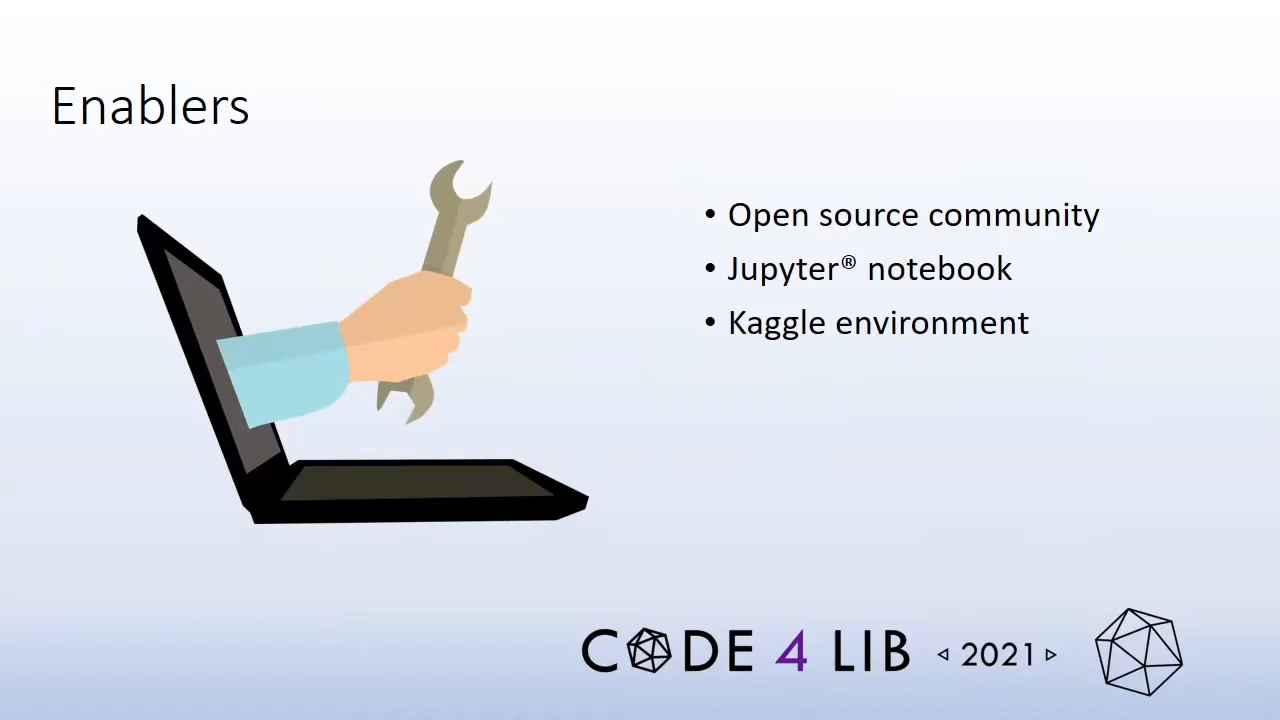 Enablers
• Open source community
• Jupyter® notebook
• Kaggle environment
CODE 4 LIB ◃ 2021 ▹